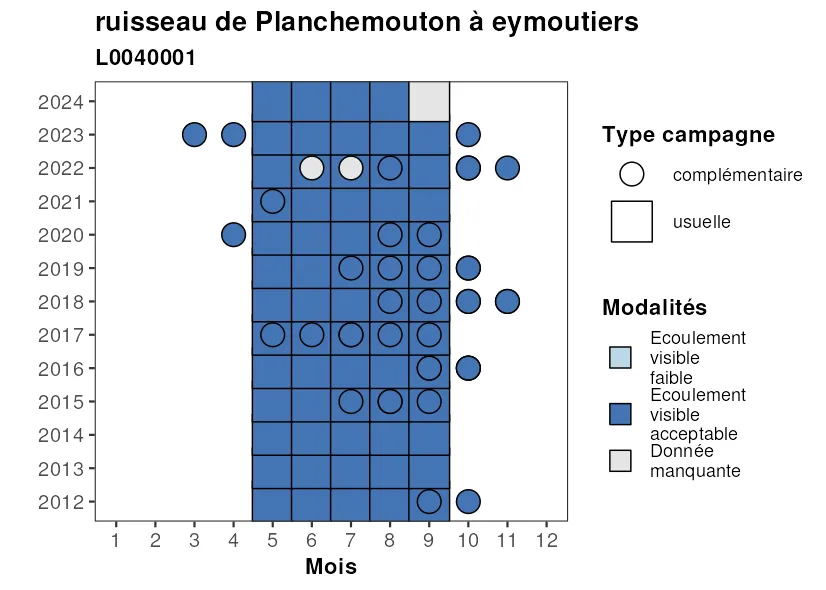 ruisseau de Planchemouton à eymoutiers
L0040001
2024
2023
2022
2021
2020
2019
2018
2017
2016
2015
2014
2013
2012
1 2 3 4 5 6 7 8 9 10 11 12
Mois
Type campagne
complémentaire
usuelle
Modalités
Ecoulement
visible
faible
Ecoulement
visible
acceptable
Donnée
manquante